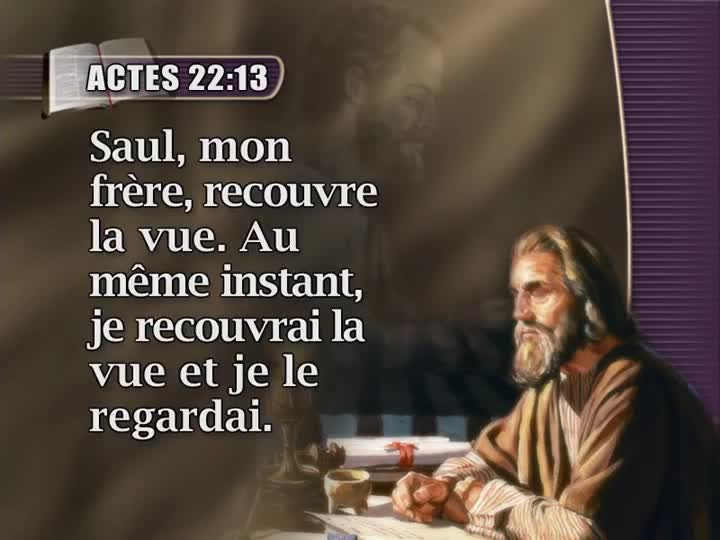 ACTES 22:13
Saul, mon
frère, recouvre
la vue. Au
même instant,
je recouvrai la
vue et je le
regardai.